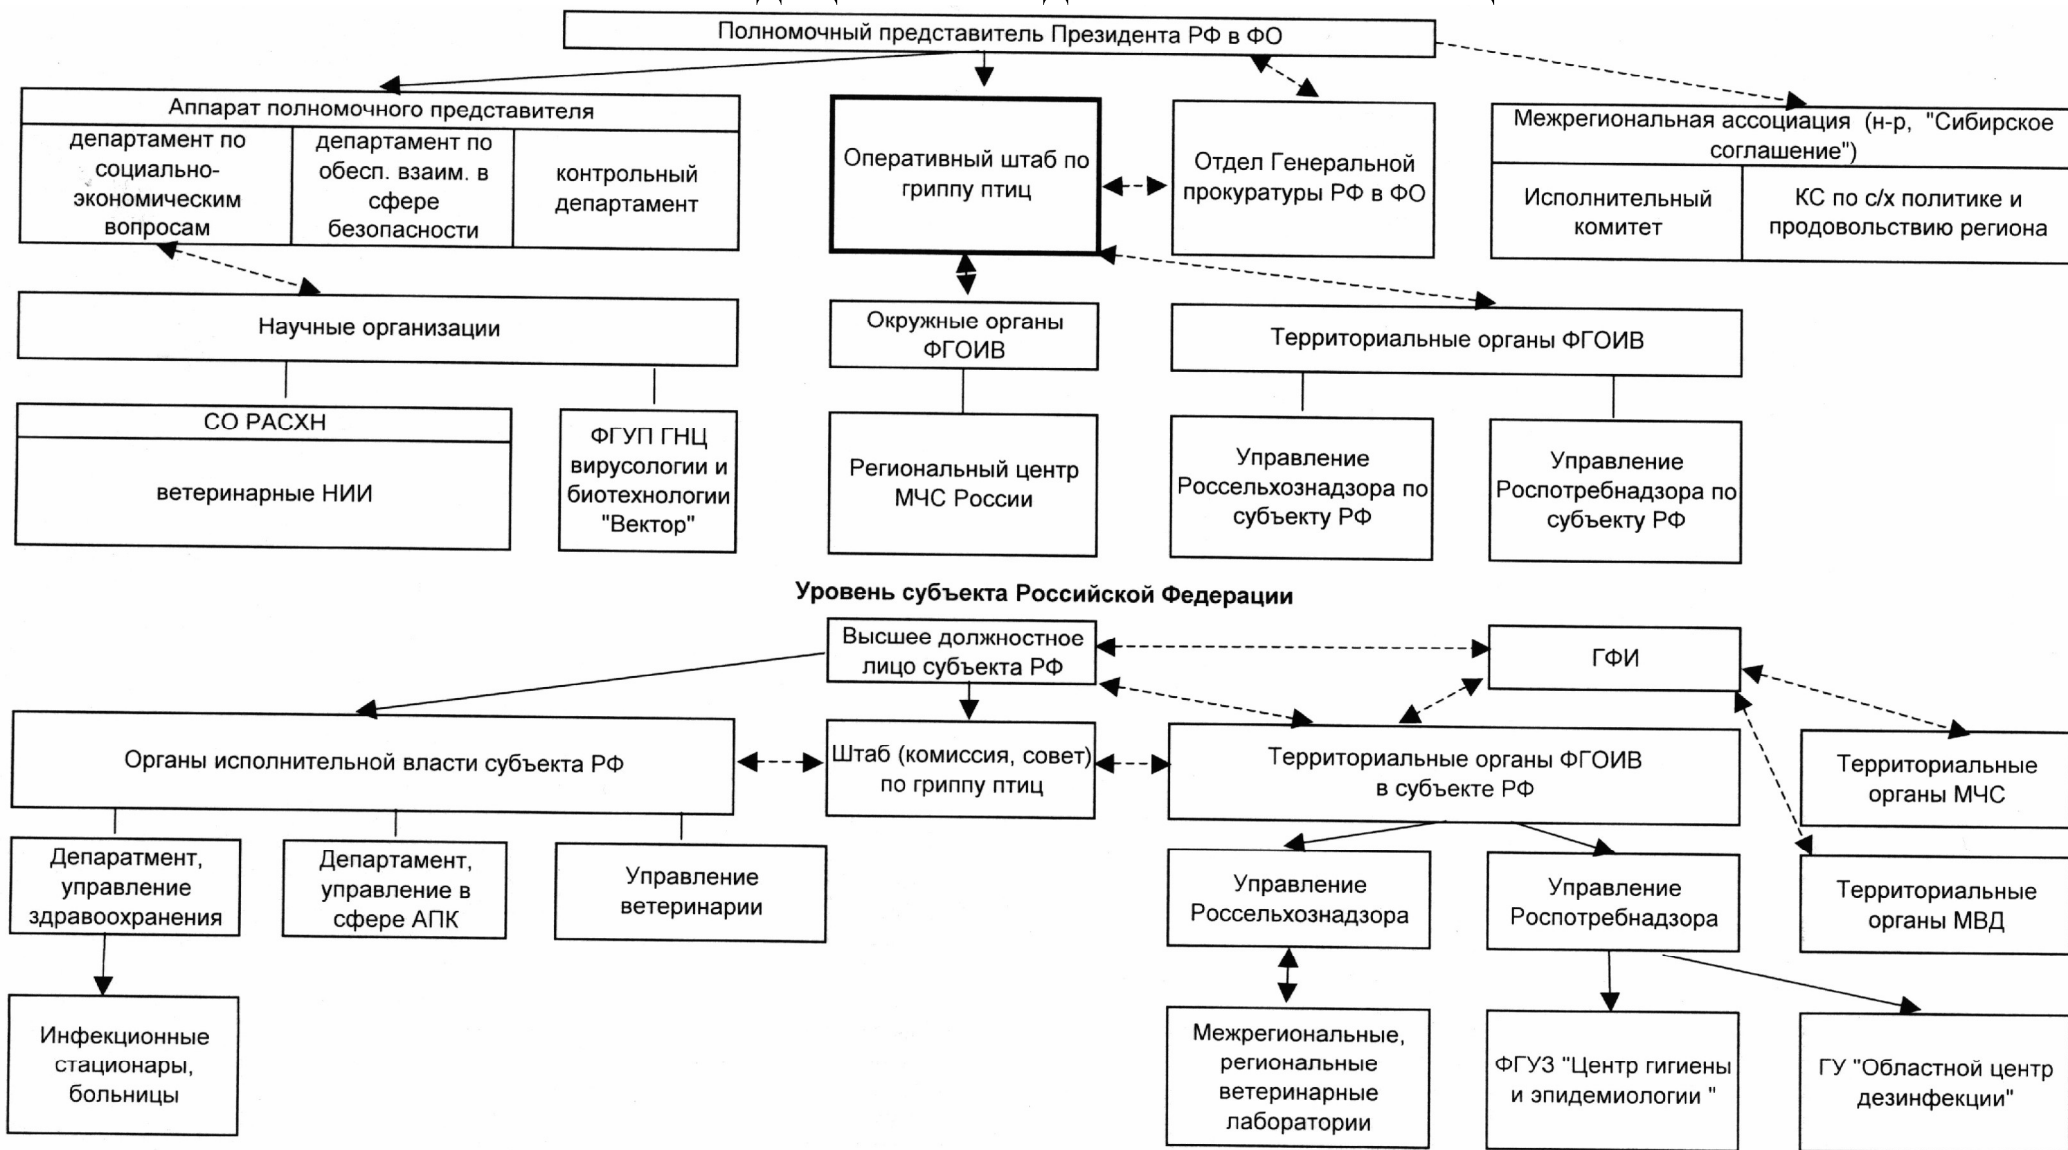 Полномочный представитель Президента РФ в ФО
Аппарат полномочного представителя
департамент по
социально-
экономическим
вопросам
департамент по
обесп. взаим. в
сфере
безопасности
контрольный
департамент
Оперативный штаб по
гриппу птиц
Отдел Генеральной
прокуратуры РФ в ФО
Межрегиональная ассоциация (н-р, "Сибирское
соглашение")
Исполнительный
комитет
КС по с/х политике и
продовольствию региона
Научные организации
Окружные органы
ФГОИВ
Территориальные органы ФГОИВ
СО РАСХН
ветеринарные НИИ
ФГУП ГНЦ
вирусологии и
биотехнологии
"Вектор"
Региональный центр
МЧС России
Управление
Россельхознадзора по
субъекту РФ
Управление
Роспотребнадзора по
субъекту РФ
Уровень субъекта Российской Федерации
Высшее должностное
лицо субъекта РФ
ГФИ
Органы исполнительной власти субъекта РФ
Штаб (комиссия, совет)
по гриппу птиц
Территориальные органы ФГОИВ
в субъекте РФ
Территориальные
органы МЧС
Депаратмент,
управление
здравоохранения
Департамент,
управление в
сфере АПК
Управление
ветеринарии
Управление
Россельхознадзора
Управление
Роспотребнадзора
Территориальные
органы МВД
Инфекционные
стационары,
больницы
Межрегиональные,
региональные
ветеринарные
лаборатории
ФГУЗ "Центр гигиены
и эпидемиологии "
ГУ "Областной центр
дезинфекции"